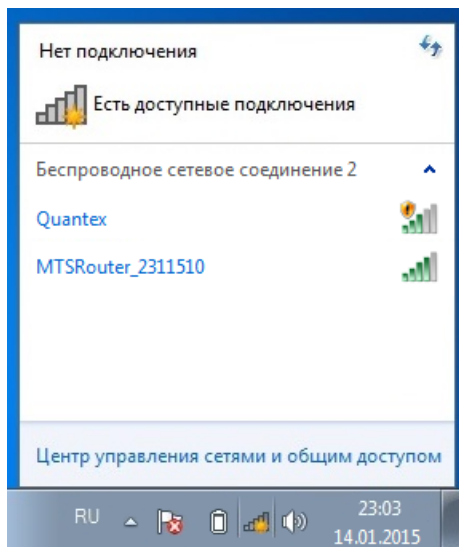 Нет подключения
Есть доступные подключения
Беспроводное сетевое соединение 2
Quantex
MTSRouter_2311510
Центр управления сетями и общим доступом
RU
23:03
14.01.2015